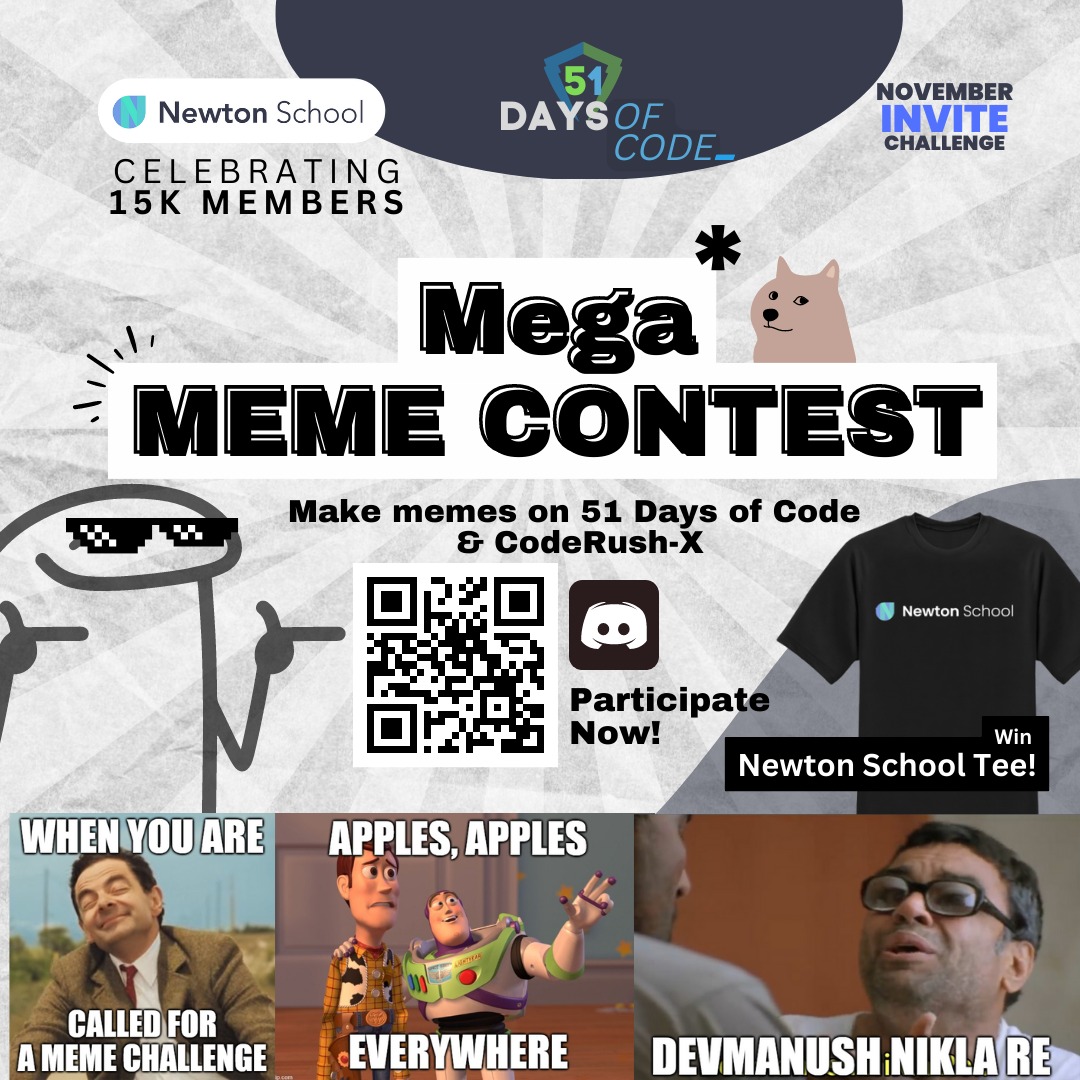 51
DAYS OF
CODE_
Newton School
CELEBRATING
15K MEMBERS
NOVEMBER
INVITE
CHALLENGE
Mega*
MEME CONTEST
Make memes on 51 Days of Code
& CodeRush-X
Newton School
Participate
Now!
Win
Newton School Tee!
WHEN YOU ARE
CALLED FOR
A MEME CHALLENGE
APPLES, APPLES
LIGHTYEAR
EVERYWHERE
DEVMANUSH NIKLA RE